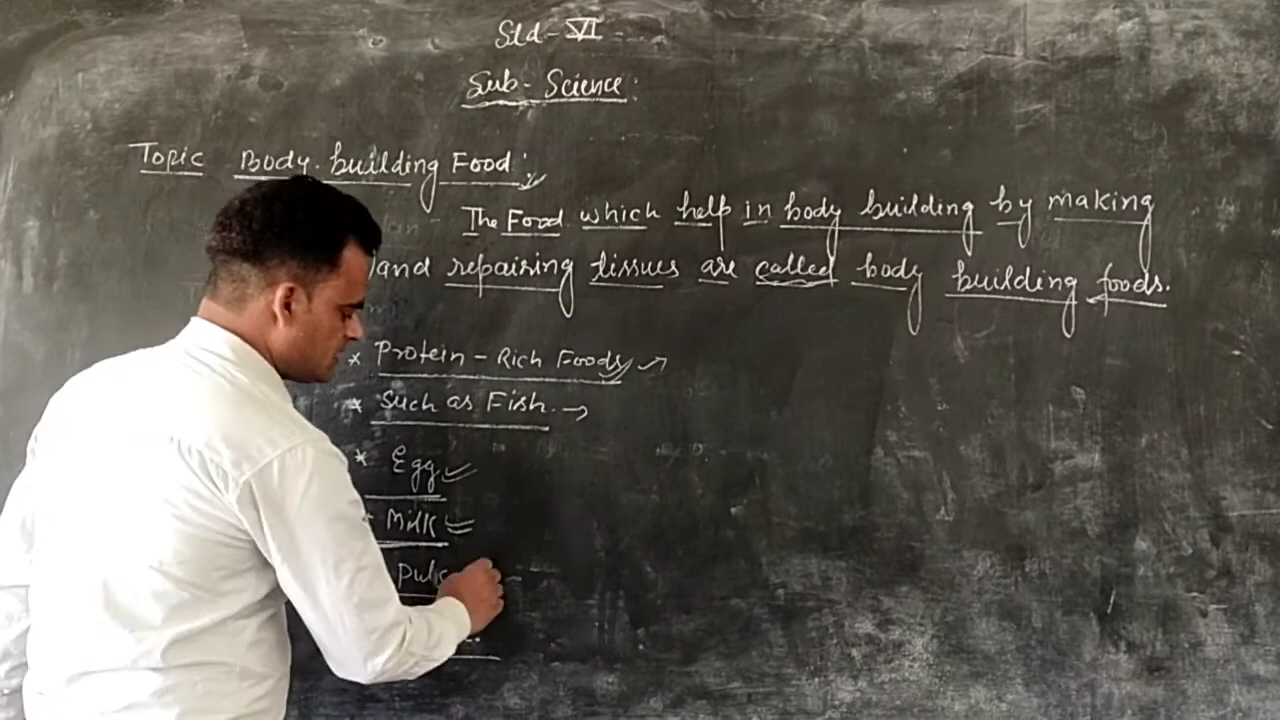 Std - VI
Sub - Science:
Topic Body building Food:
The Food which help in body building by making
and repairing tissues are called body building foods.
* Protein - Rich Foods →
* Such as Fish. →
* Egg
* Milk